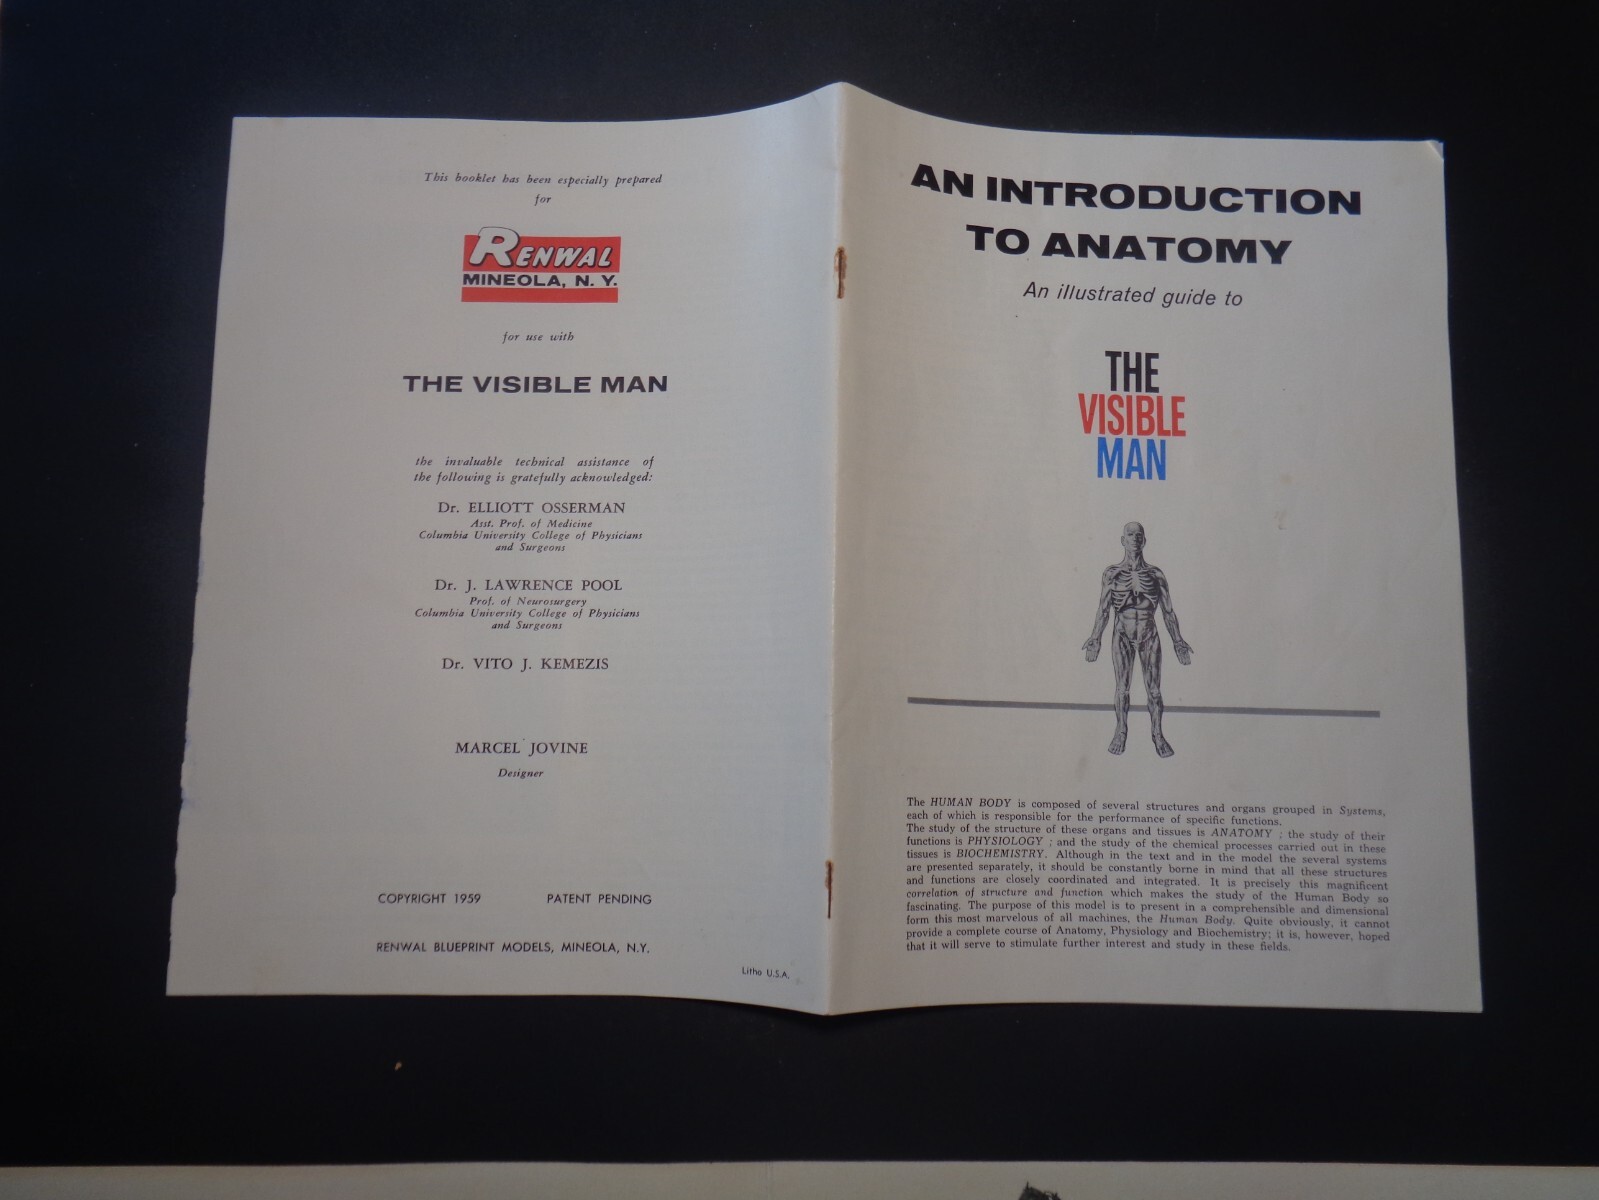 This booklet has been especially prepared
for
RENWAL
MINEOLA, N. Y.
for use with
THE VISIBLE MAN
the invaluable technical assistance of
the following is gratefully acknowledged:
Dr. ELLIOTT OSSERMAN
Asst. Prof. of Medicine
Columbia University College of Physicians
and Surgeons
Dr. J. LAWRENCE POOL
Prof. of Neurosurgery
Columbia University College of Physicians
and Surgeons
Dr. VITO J. KEMEZIS
MARCEL JOVINE
Designer
COPYRIGHT 1959 PATENT PENDING
RENWAL BLUEPRINT MODELS, MINEOLA, N.Y.
Litho U.S.A.
AN INTRODUCTION
TO ANATOMY
An illustrated guide to
THE
VISIBLE
MAN
The HUMAN BODY is composed of several structures and organs grouped in Systems,
each of which is responsible for the performance of specific functions.
The study of the structure of these organs and tissues is ANATOMY ; the study of their
functions is PHYSIOLOGY ; and the study of the chemical processes carried out in these
tissues is BIOCHEMISTRY. Although in the text and in the model the several systems
are presented separately, it should be constantly borne in mind that all these structures
and functions are closely coordinated and integrated. It is precisely this magnificent
correlation of structure and function which makes the study of the Human Body so
fascinating. The purpose of this model is to present in a comprehensible and dimensional
form this most marvelous of all machines, the Human Body. Quite obviously, it cannot
provide a complete course of Anatomy, Physiology and Biochemistry; it is, however, hoped
that it will serve to stimulate further interest and study in these fields.